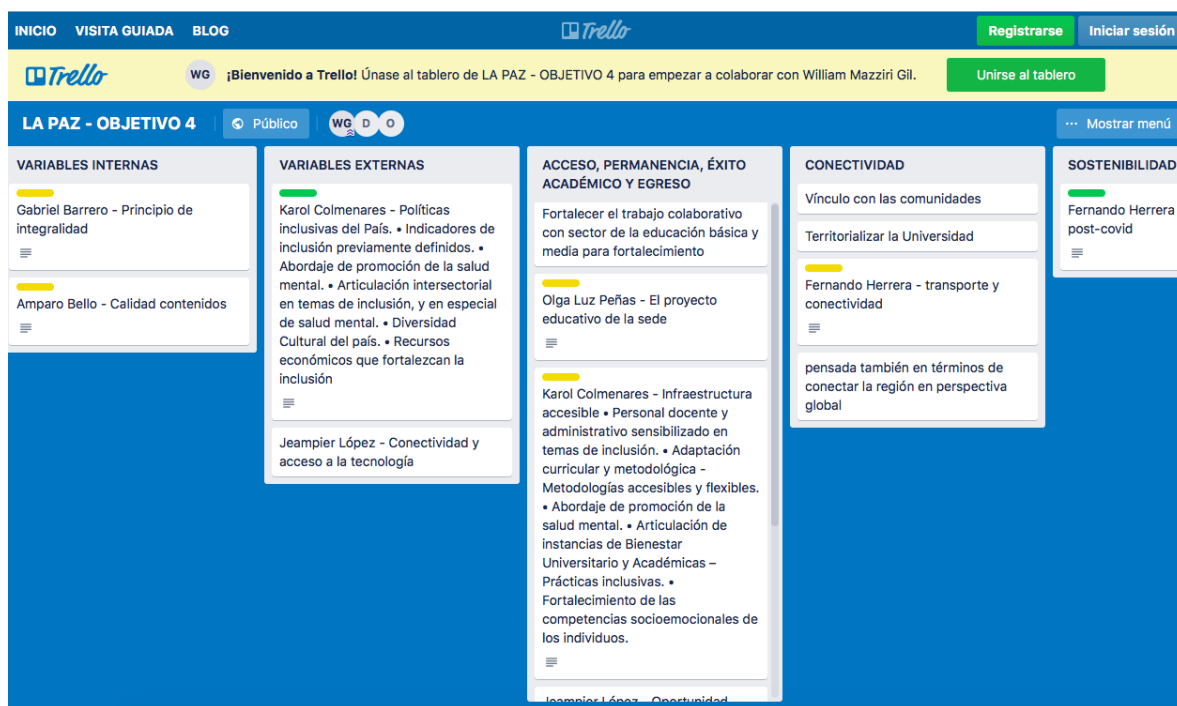 INICIO VISITA GUIADA BLOG Trello Registrarse Iniciar sesión
Trello WG ¡Bienvenido a Trello! Únase al tablero de LA PAZ - OBJETIVO 4 para empezar a colaborar con William Mazziri Gil. Unirse al tablero
LA PAZ - OBJETIVO 4 Público WG D O ··· Mostrar menú
VARIABLES INTERNAS
Gabriel Barrero - Principio de
integralidad
Amparo Bello - Calidad contenidos
VARIABLES EXTERNAS
Karol Colmenares - Políticas
inclusivas del País. • Indicadores de
inclusión previamente definidos. •
Abordaje de promoción de la salud
mental. • Articulación intersectorial
en temas de inclusión, y en especial
de salud mental. • Diversidad
Cultural del país. • Recursos
económicos que fortalezcan la
inclusión
Jeampier López - Conectividad y
acceso a la tecnología
ACCESO, PERMANENCIA, ÉXITO
ACADÉMICO Y EGRESO
Fortalecer el trabajo colaborativo
con sector de la educación básica y
media para fortalecimiento
Olga Luz Peñas - El proyecto
educativo de la sede
Karol Colmenares - Infraestructura
accesible • Personal docente y
administrativo sensibilizado en
temas de inclusión. • Adaptación
curricular y metodológica -
Metodologías accesibles y flexibles.
• Abordaje de promoción de la
salud mental. • Articulación de
instancias de Bienestar
Universitario y Académicas –
Prácticas inclusivas. •
Fortalecimiento de las
competencias socioemocionales de
los individuos.
Jeampier López - Oportunidad
CONECTIVIDAD
Vínculo con las comunidades
Territorializar la Universidad
Fernando Herrera - transporte y
conectividad
pensada también en términos de
conectar la región en perspectiva
global
SOSTENIBILIDAD
Fernando Herrera
post-covid